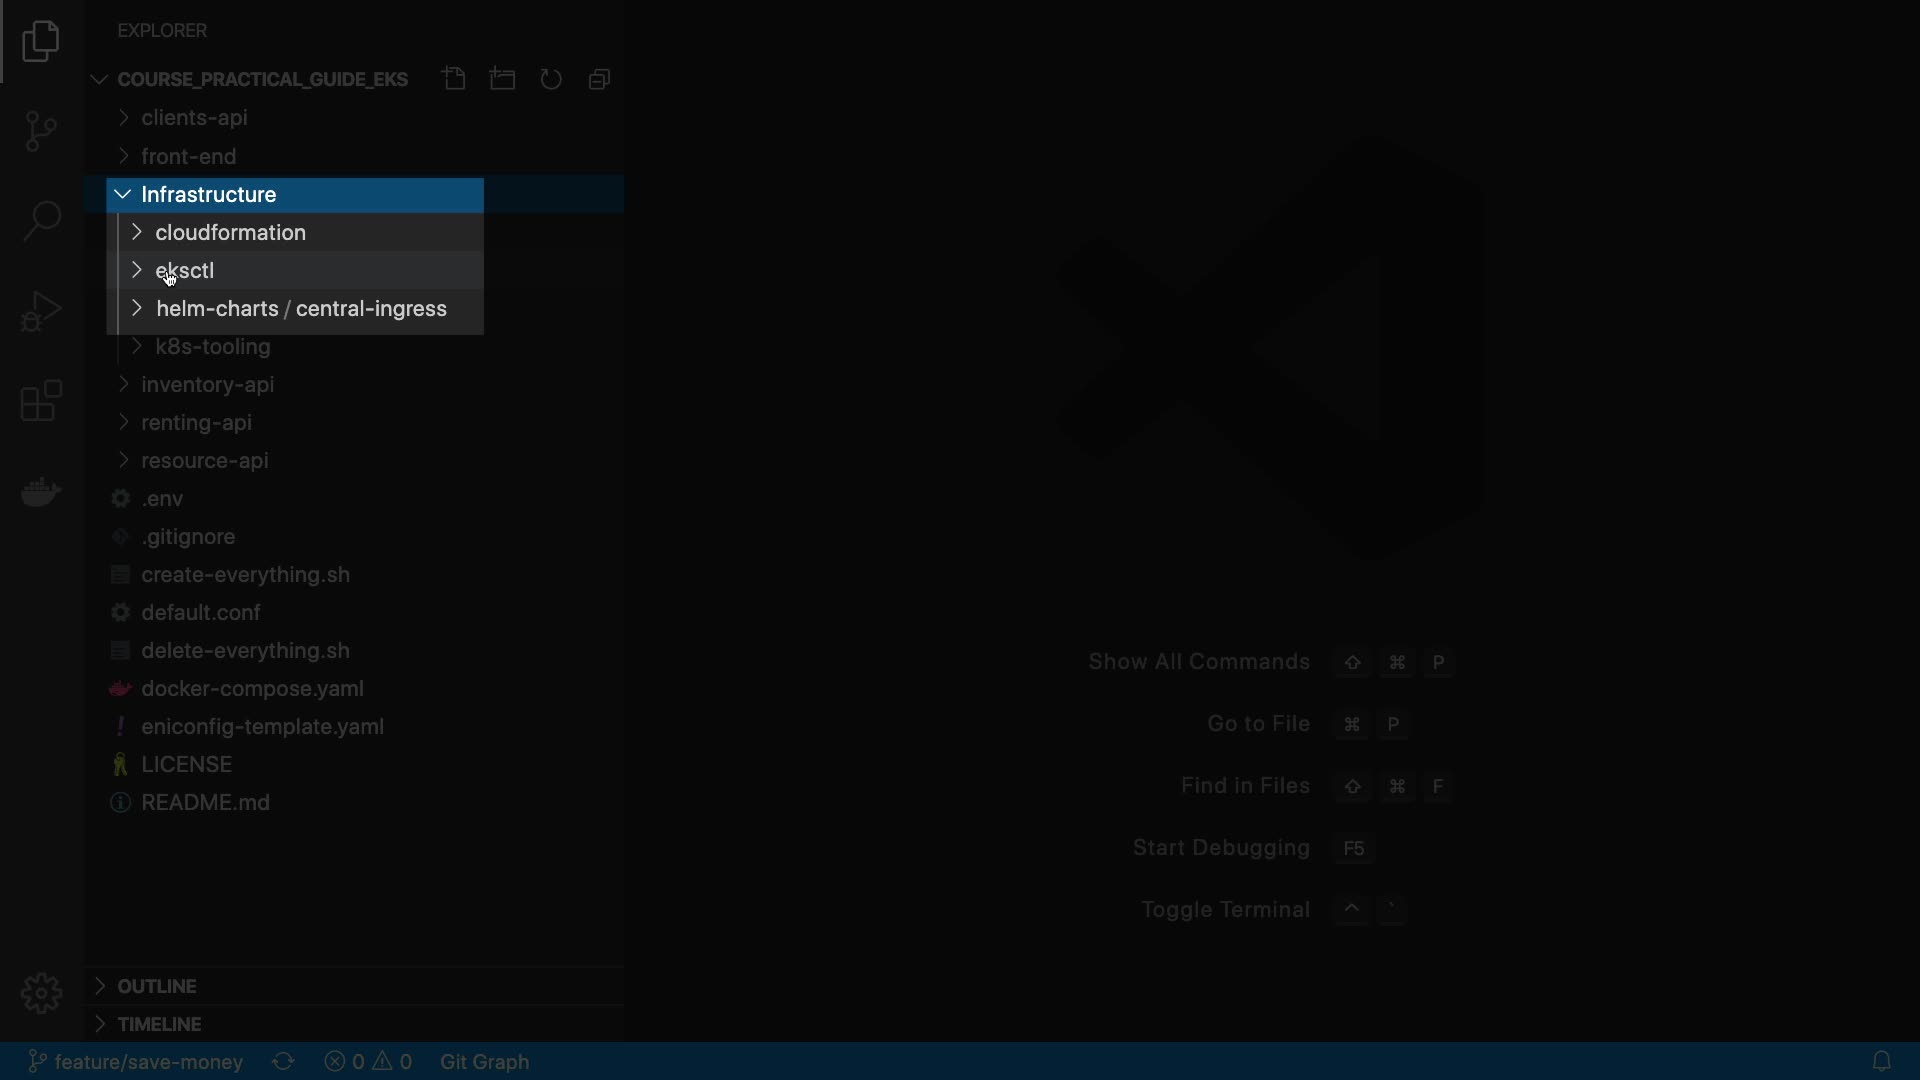 EXPLORER
COURSE_PRACTICAL_GUIDE_EKS
clients-api
front-end
Infrastructure
cloudformation
eksctl
helm-charts / central-ingress
k8s-tooling
inventory-api
renting-api
resource-api
.env
.gitignore
create-everything.sh
default.conf
delete-everything.sh
docker-compose.yaml
! eniconfig-template.yaml
LICENSE
README.md
Show All Commands ⇧ ⌘ P
Go to File ⌘ P
Find in Files ⇧ ⌘ F
Start Debugging F5
Toggle Terminal ^ `
OUTLINE
TIMELINE
feature/save-money 0 0 Git Graph